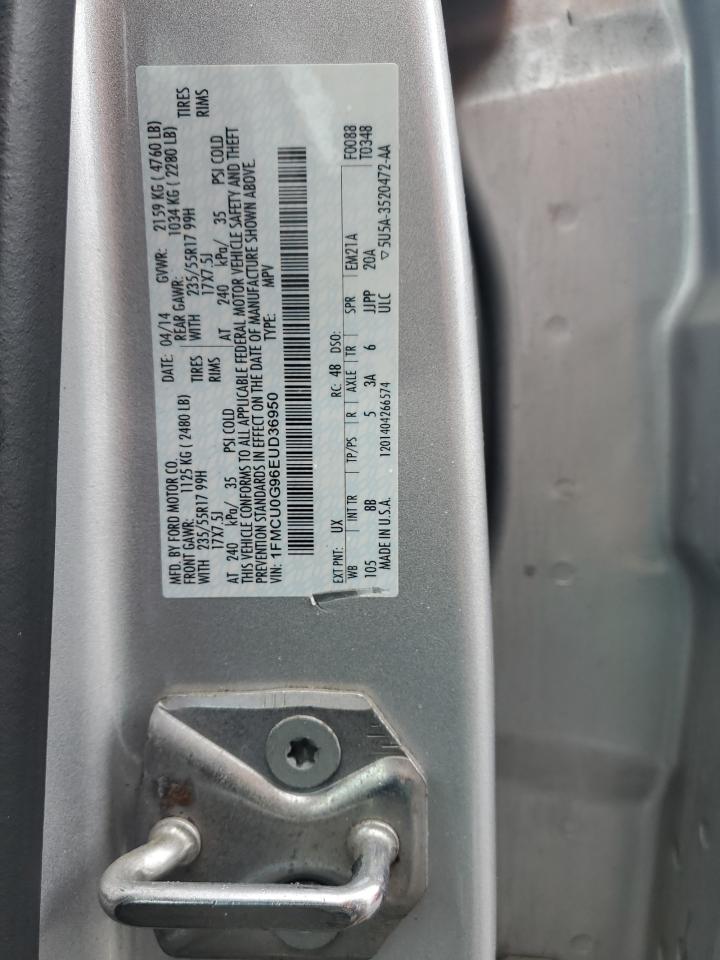 MFD. BY FORD MOTOR CO.
DATE: 04/14 GVWR: 2159 KG ( 4760 LB)
FRONT GAWR: 1125 KG ( 2480 LB) REAR GAWR: 1034 KG ( 2280 LB)
WITH 235/55R17 99H TIRES WITH 235/55R17 99H TIRES
17X7.5J RIMS 17X7.5J RIMS
AT 240 kPa/ 35 PSI COLD AT 240 kPa/ 35 PSI COLD
THIS VEHICLE CONFORMS TO ALL APPLICABLE FEDERAL MOTOR VEHICLE SAFETY AND THEFT
PREVENTION STANDARDS IN EFFECT ON THE DATE OF MANUFACTURE SHOWN ABOVE.
VIN: 1FMCU0G96EUD36950 TYPE: MPV
EXT PNT: UX RC: 48 DSO: F0088
WB INT TR TP/PS R AXLE TR SPR EM21A T0348
105 8B 5 3A 6 JJPP 20A
MADE IN U.S.A. 1201404266574 ULC ▽5U5A-3520472-AA